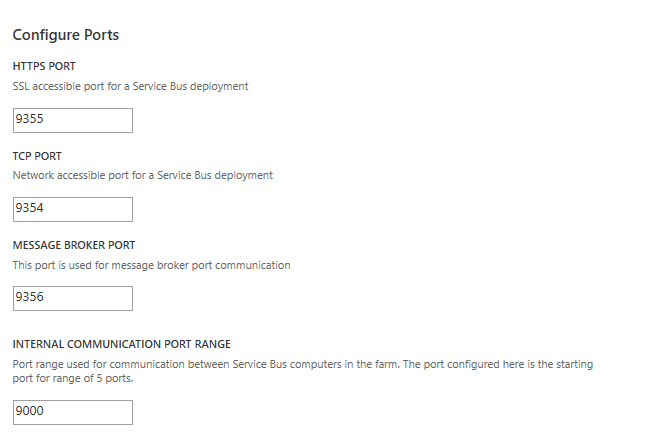 Configure Ports
HTTPS PORT
SSL accessible port for a Service Bus deployment
9355
TCP PORT
Network accessible port for a Service Bus deployment
9354
MESSAGE BROKER PORT
This port is used for message broker port communication
9356
INTERNAL COMMUNICATION PORT RANGE
Port range used for communication between Service Bus computers in the farm. The port configured here is the starting
port for range of 5 ports.
9000